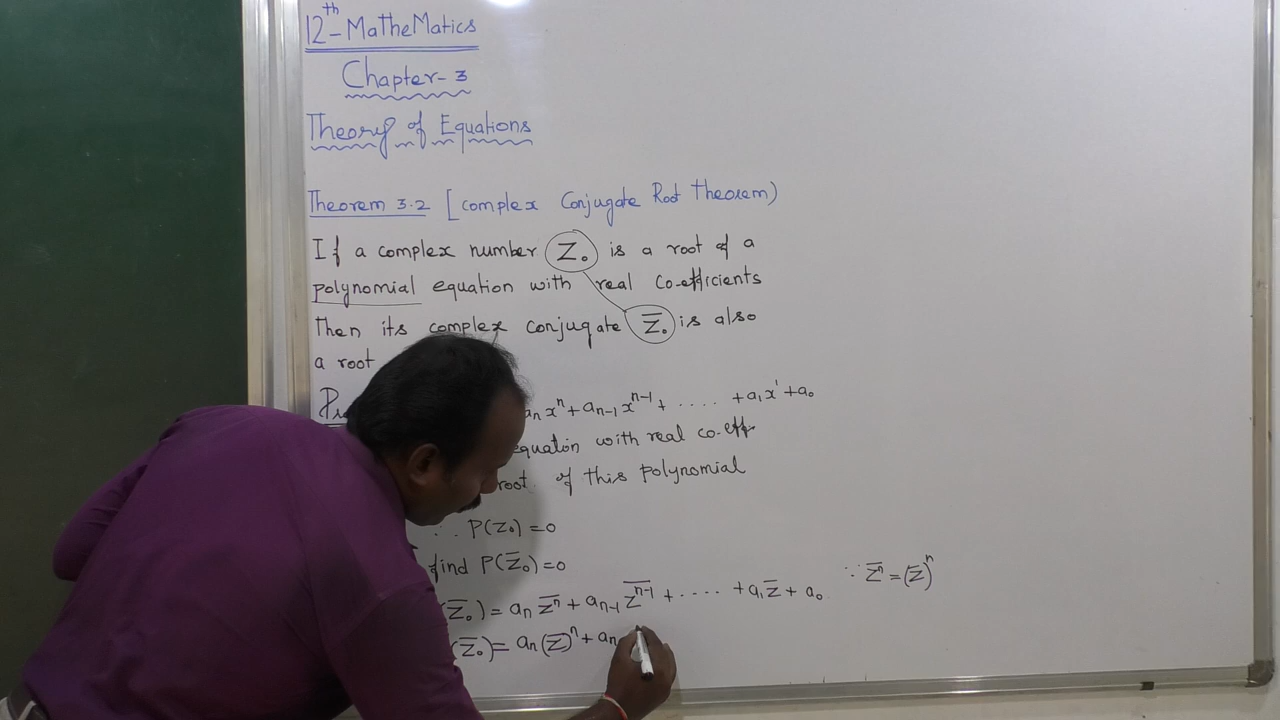 12th - MatheMatics
Chapter - 3
Theory of Equations
Theorem 3.2 [complex Conjugate Root Theorem)
If a complex number Z₀ is a root of a
polynomial equation with real co-efficients
then its complex conjugate Z̅₀ is also
a root
aₙxⁿ + aₙ₋₁xⁿ⁻¹ + .... + a₁x¹ + a₀
equation with real co.eff.
root. of this polynomial
∴ P(Z₀) = 0
find P(Z̅₀) = 0
(Z̅₀) = aₙ Z̅ⁿ + aₙ₋₁ Z̅ⁿ⁻¹ + .... + a₁Z̅ + a₀ ∵ Z̅ⁿ = (Z̅)ⁿ
(Z̅₀) = aₙ(Z̅)ⁿ + aₙ